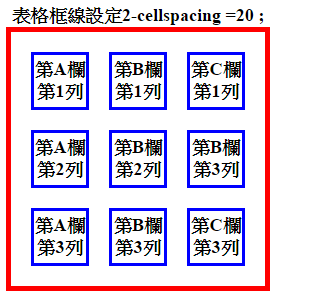 表格框線設定2-cellspacing =20 ;
第A欄 第B欄 第C欄
第1列 第1列 第1列
第A欄 第B欄 第B欄
第2列 第2列 第3列
第A欄 第B欄 第C欄
第3列 第3列 第3列